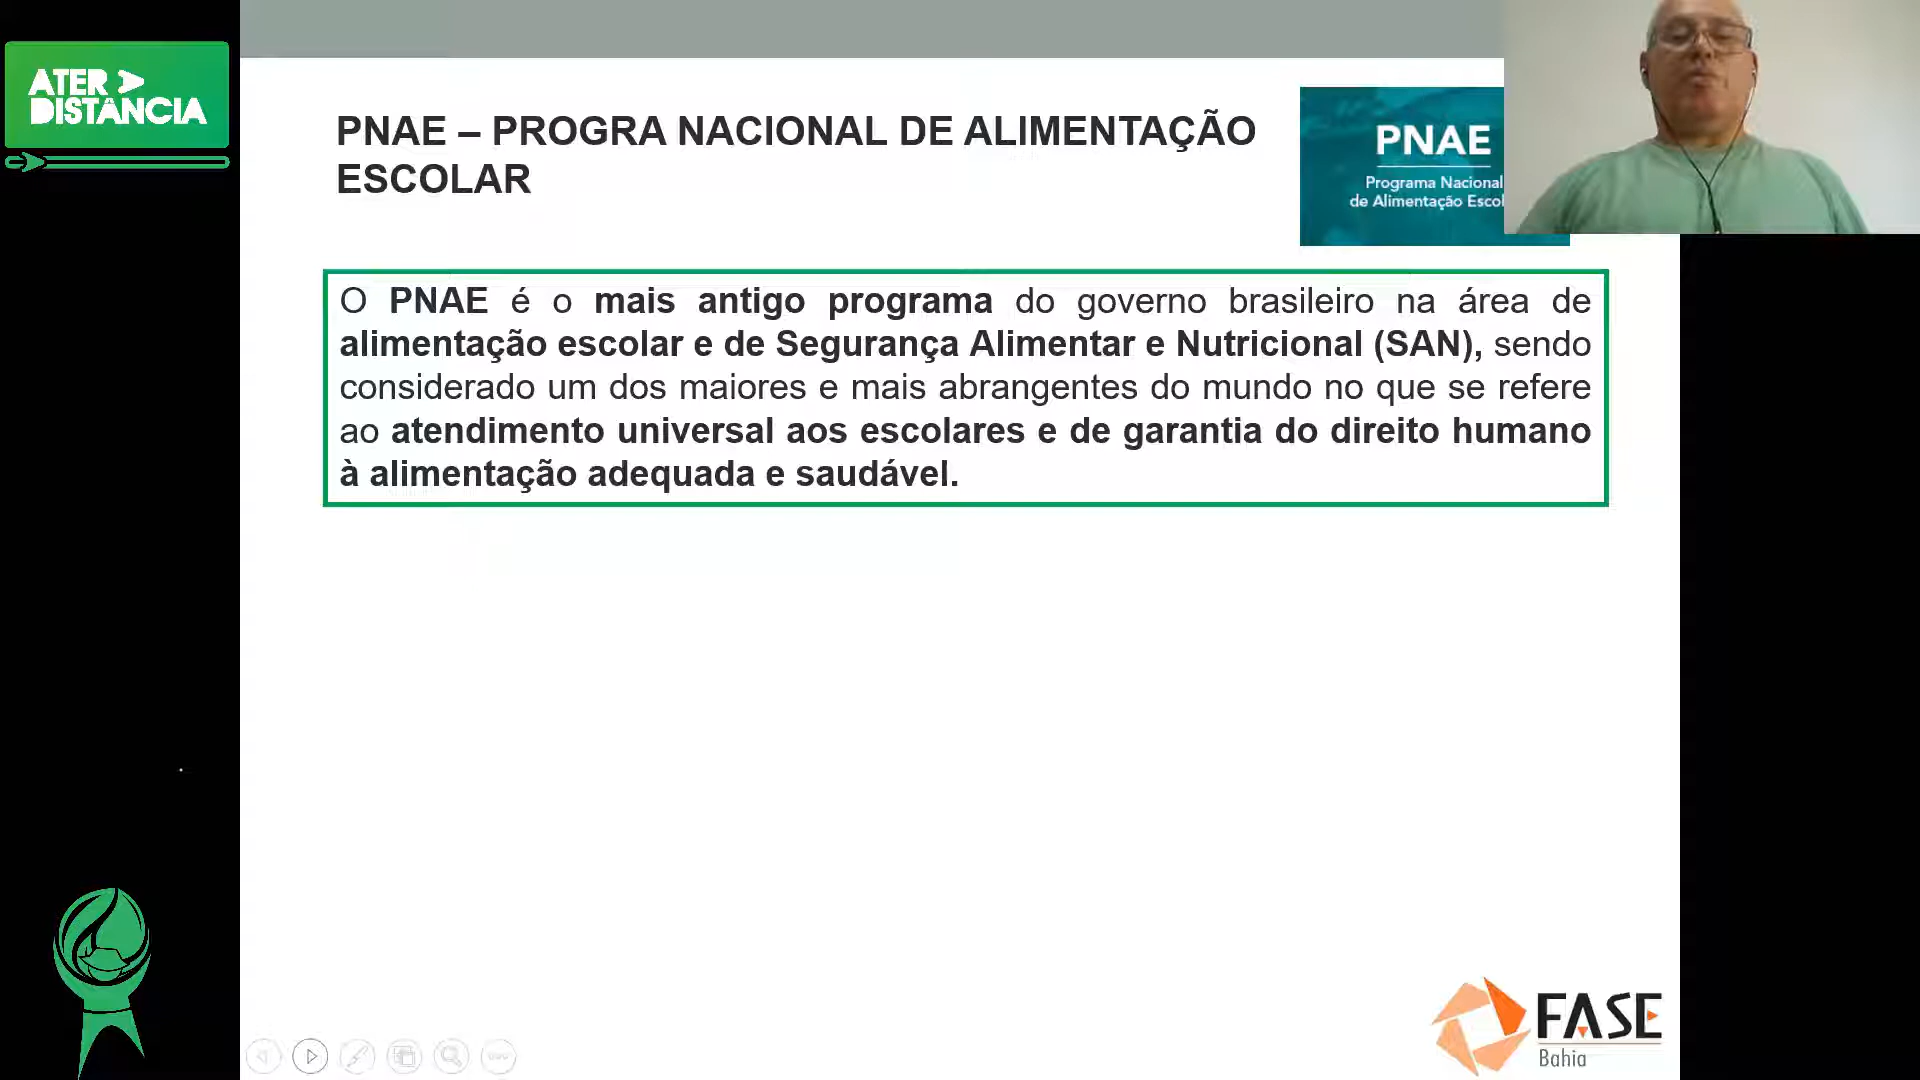 ATER
DISTÂNCIA
PNAE – PROGRA NACIONAL DE ALIMENTAÇÃO
ESCOLAR
PNAE
Programa Nacional
de Alimentação Escol
O PNAE é o mais antigo programa do governo brasileiro na área de
alimentação escolar e de Segurança Alimentar e Nutricional (SAN), sendo
considerado um dos maiores e mais abrangentes do mundo no que se refere
ao atendimento universal aos escolares e de garantia do direito humano
à alimentação adequada e saudável.
FASE
Bahia